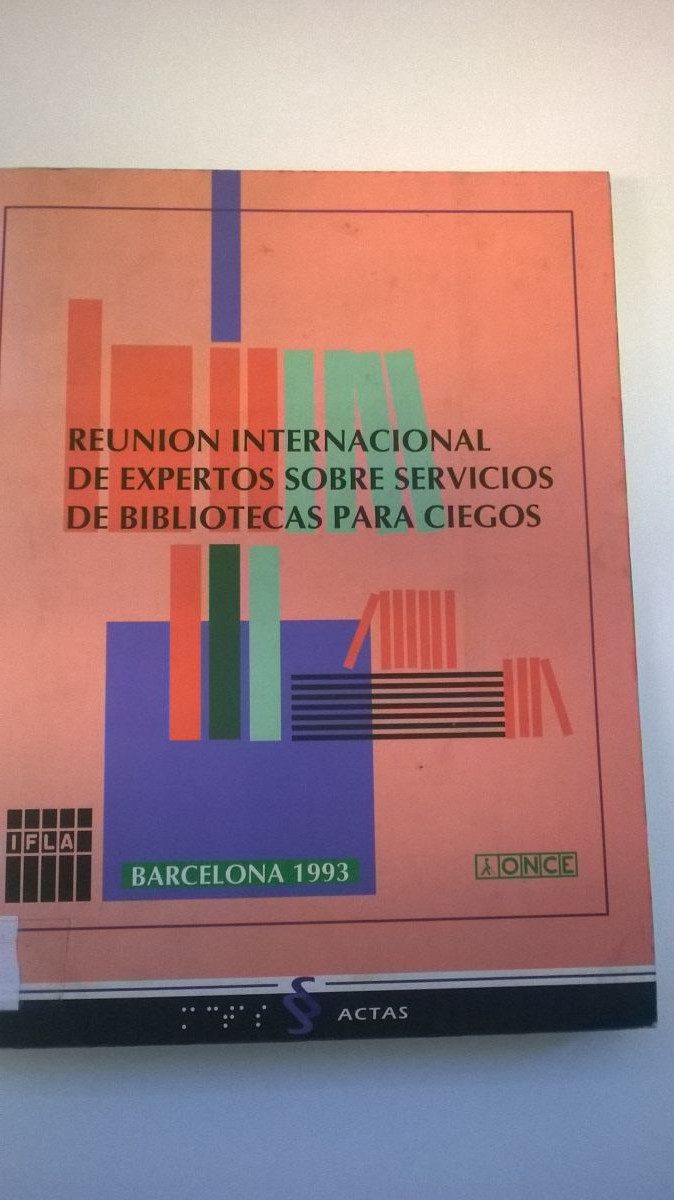 REUNION INTERNACIONAL
DE EXPERTOS SOBRE SERVICIOS
DE BIBLIOTECAS PARA CIEGOS
IFLA
BARCELONA 1993
ONCE
§ ACTAS